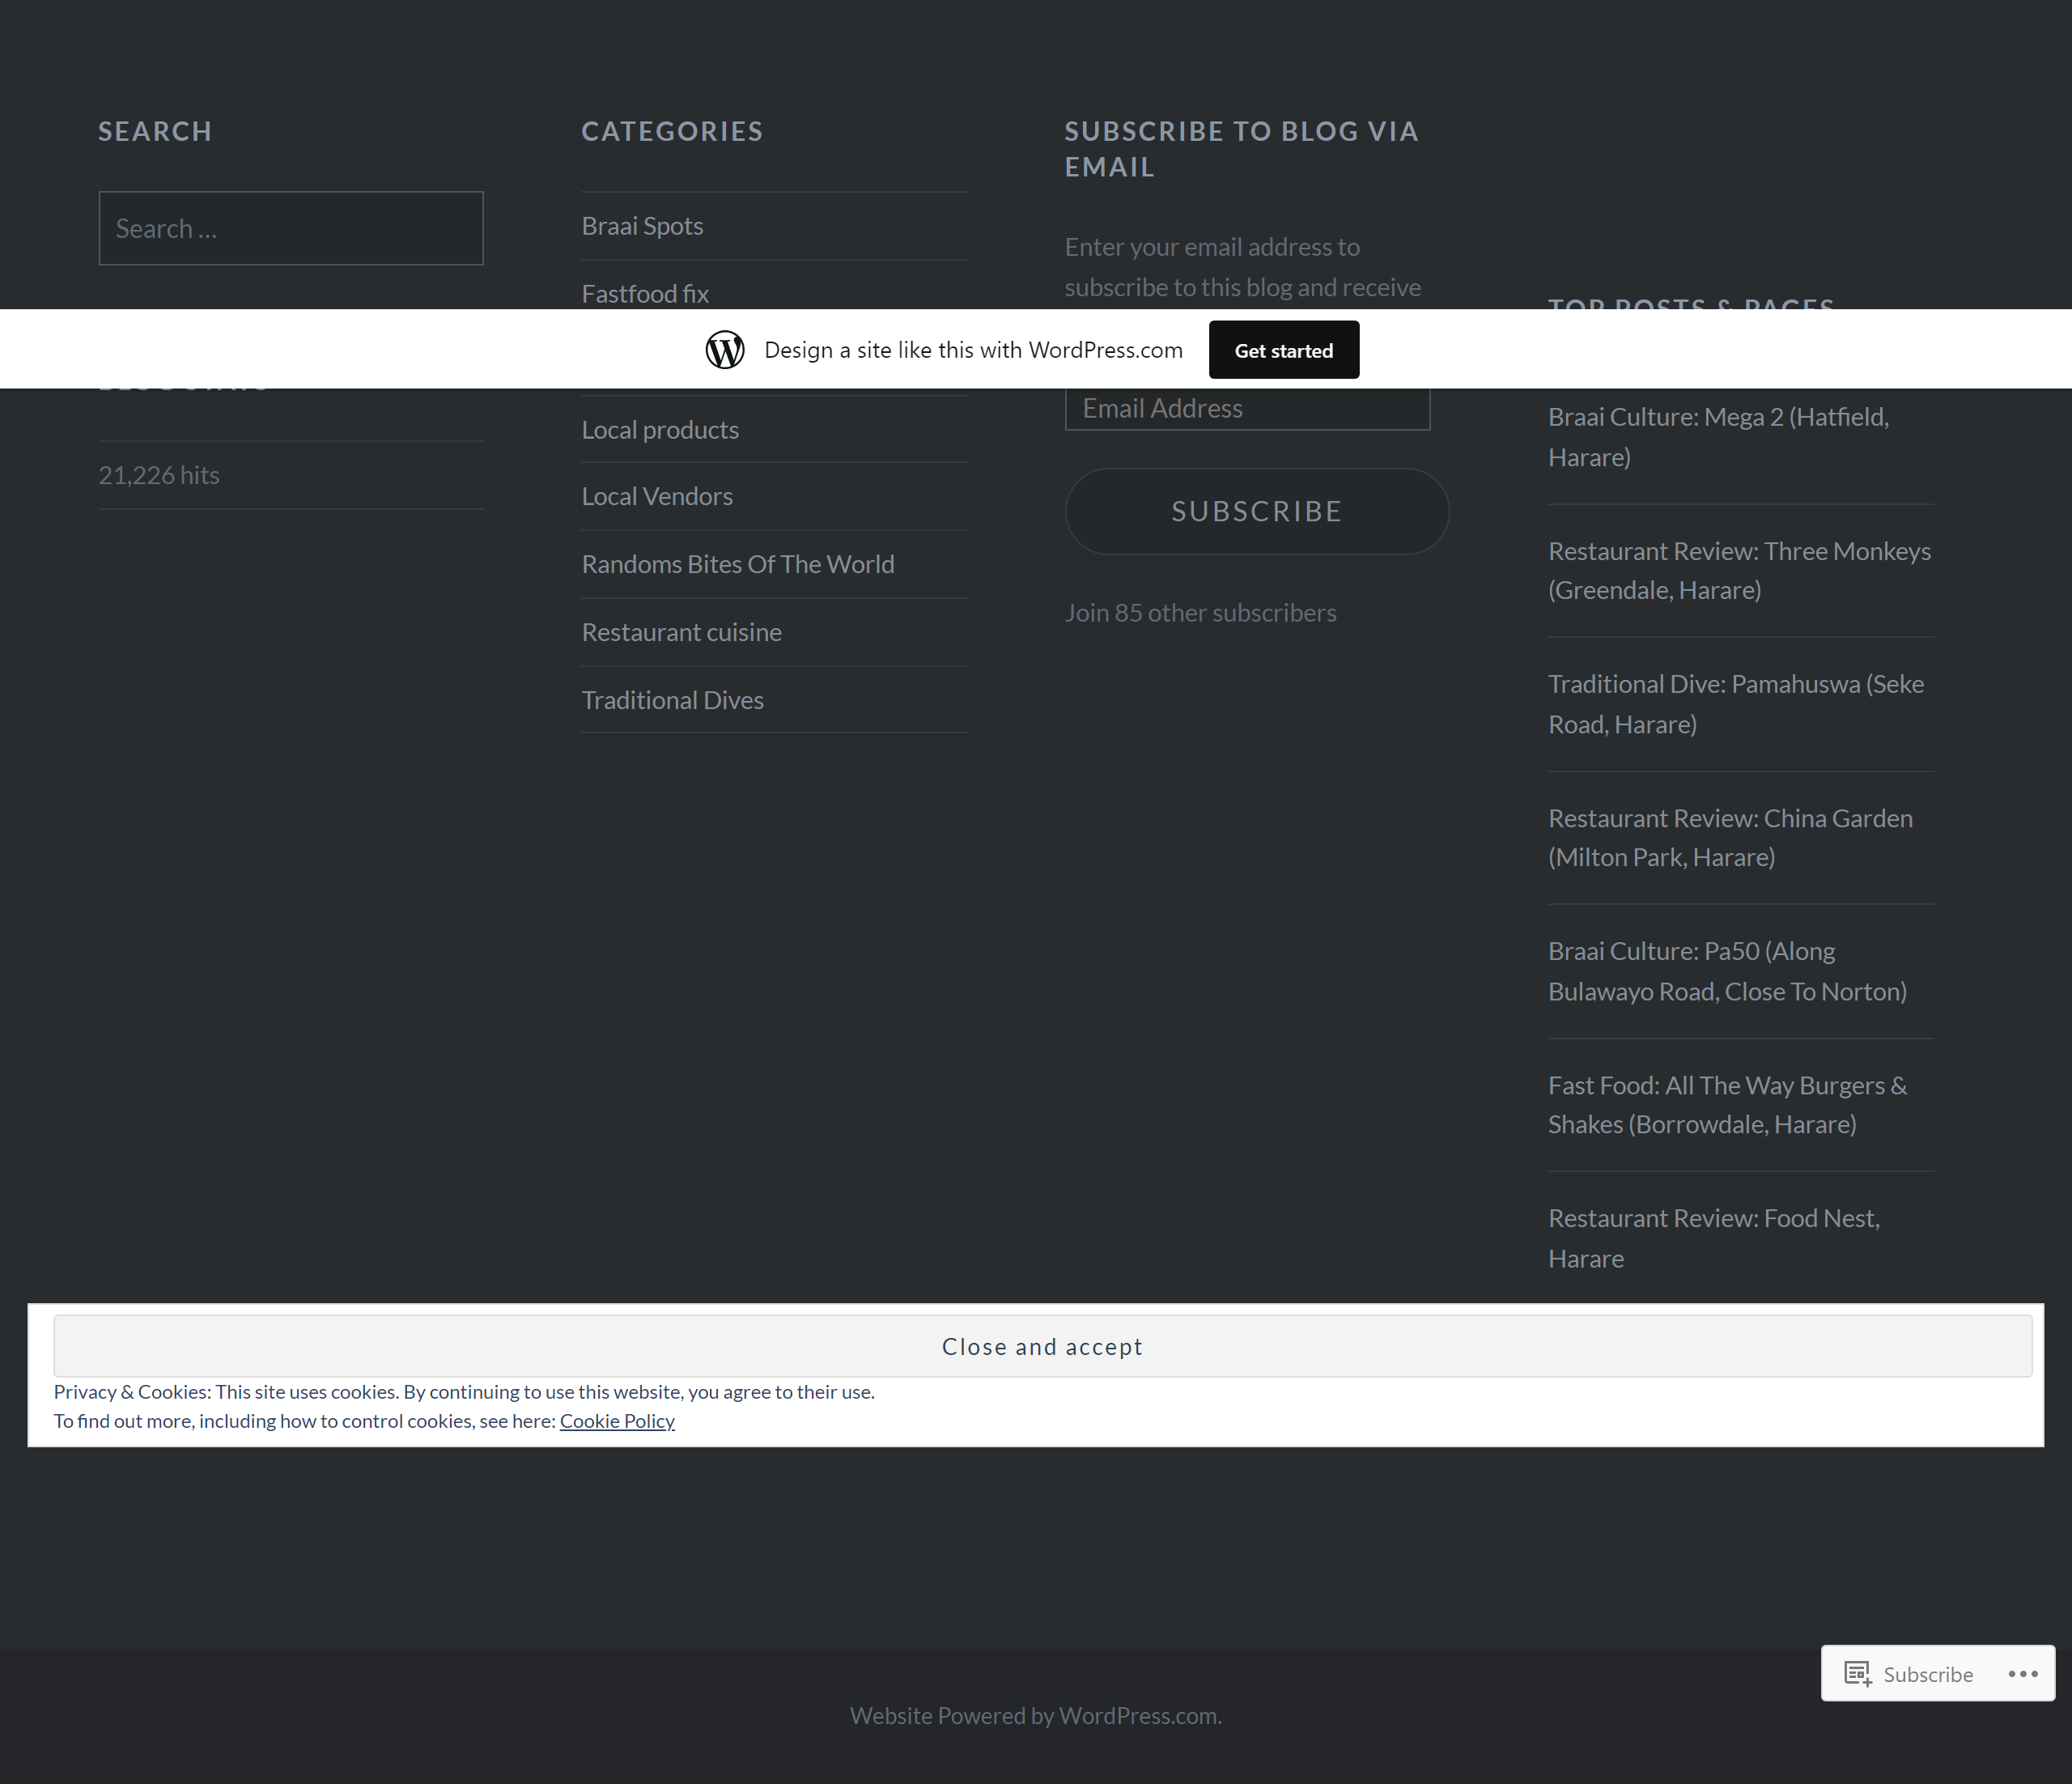 SEARCH
Search …
21,226 hits
CATEGORIES
Braai Spots
Fastfood fix
Local products
Local Vendors
Randoms Bites Of The World
Restaurant cuisine
Traditional Dives
SUBSCRIBE TO BLOG VIA
EMAIL
Enter your email address to
subscribe to this blog and receive
Email Address
SUBSCRIBE
Join 85 other subscribers
TOP POSTS & PAGES
Braai Culture: Mega 2 (Hatfield,
Harare)
Restaurant Review: Three Monkeys
(Greendale, Harare)
Traditional Dive: Pamahuswa (Seke
Road, Harare)
Restaurant Review: China Garden
(Milton Park, Harare)
Braai Culture: Pa50 (Along
Bulawayo Road, Close To Norton)
Fast Food: All The Way Burgers &
Shakes (Borrowdale, Harare)
Restaurant Review: Food Nest,
Harare
Design a site like this with WordPress.com
Get started
Close and accept
Privacy & Cookies: This site uses cookies. By continuing to use this website, you agree to their use.
To find out more, including how to control cookies, see here: Cookie Policy
Subscribe
Website Powered by WordPress.com.